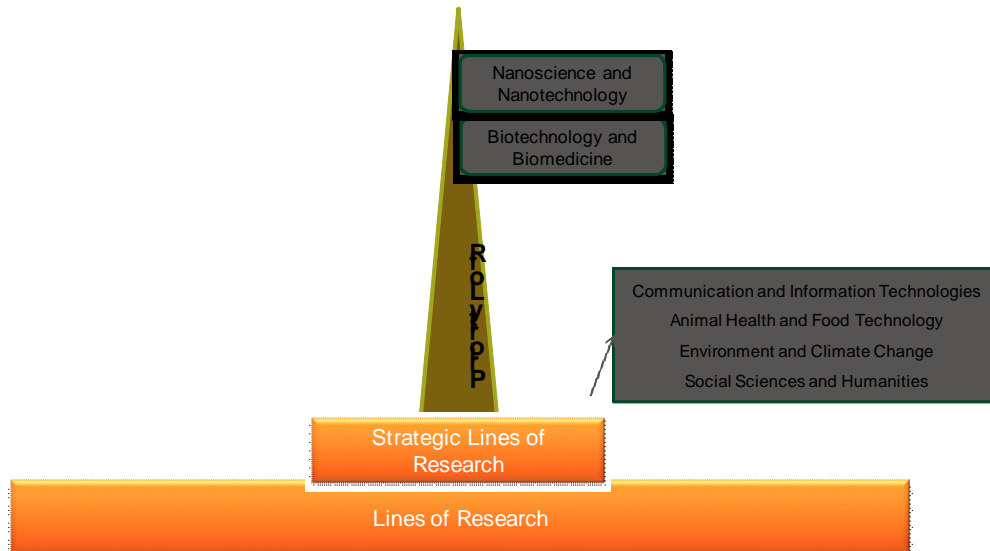 Nanoscience and
Nanotechnology
Biotechnology and
Biomedicine
Communication and Information Technologies
Animal Health and Food Technology
Environment and Climate Change
Social Sciences and Humanities
Strategic Lines of
Research
Lines of Research